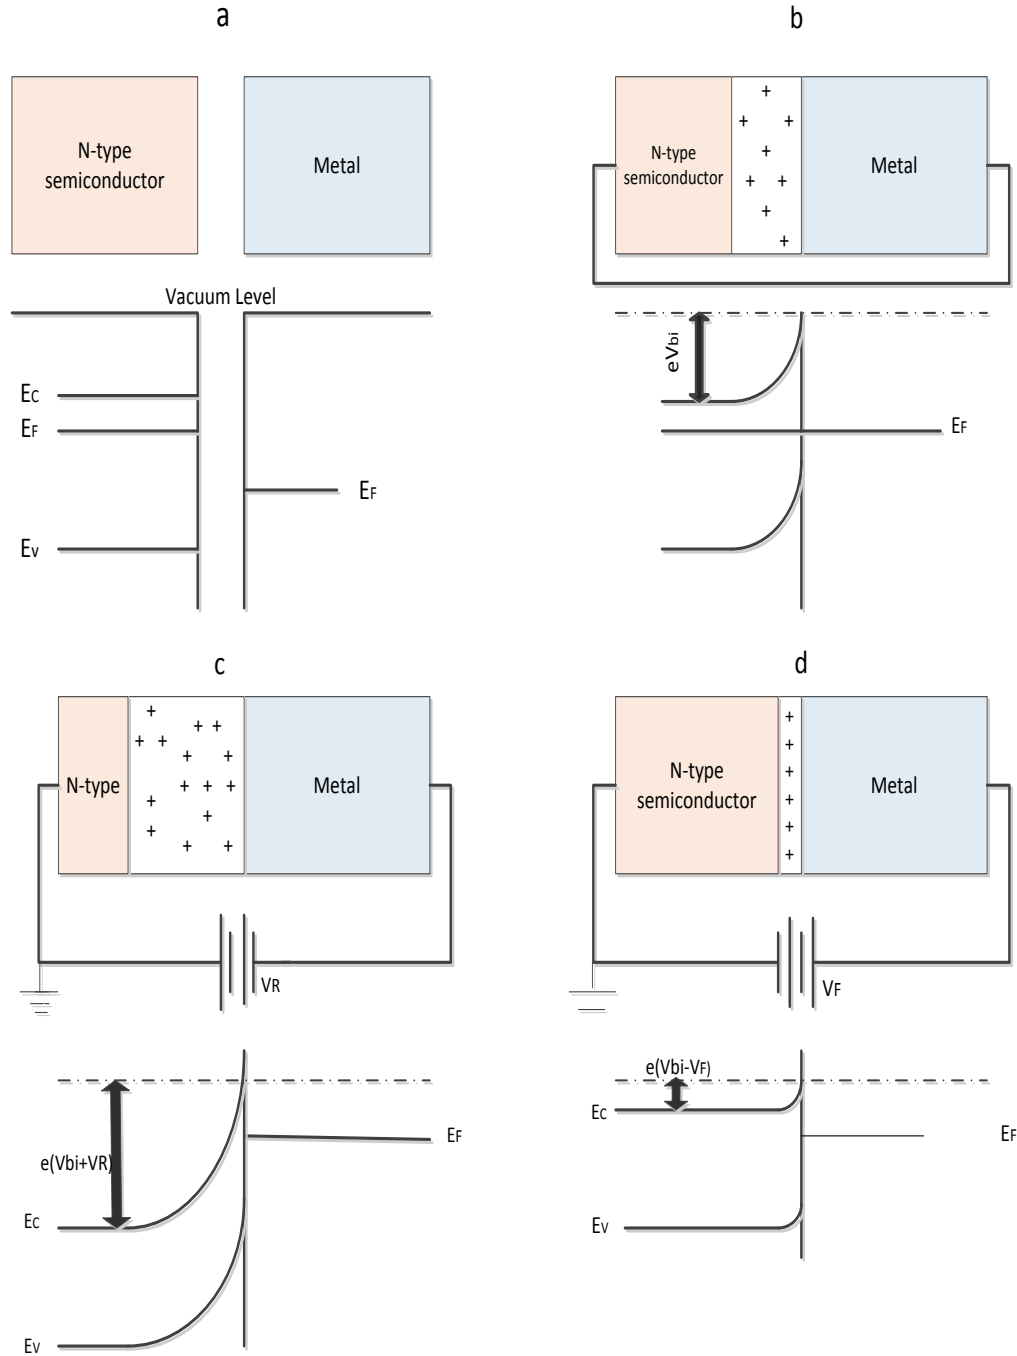 a
N-type
semiconductor
Metal
Vacuum Level
Ec
EF
EF
Ev
b
N-type
semiconductor
+
+ +
+
+ +
+
+
Metal
eVbi
EF
c
N-type
+
+ +
+ +
+ +
+ + +
+
+
+
+ +
Metal
VR
e(Vbi+VR)
EF
Ec
Ev
d
N-type
semiconductor
+
+
+
+
+
+
Metal
VF
e(Vbi-VF)
Ec
EF
Ev